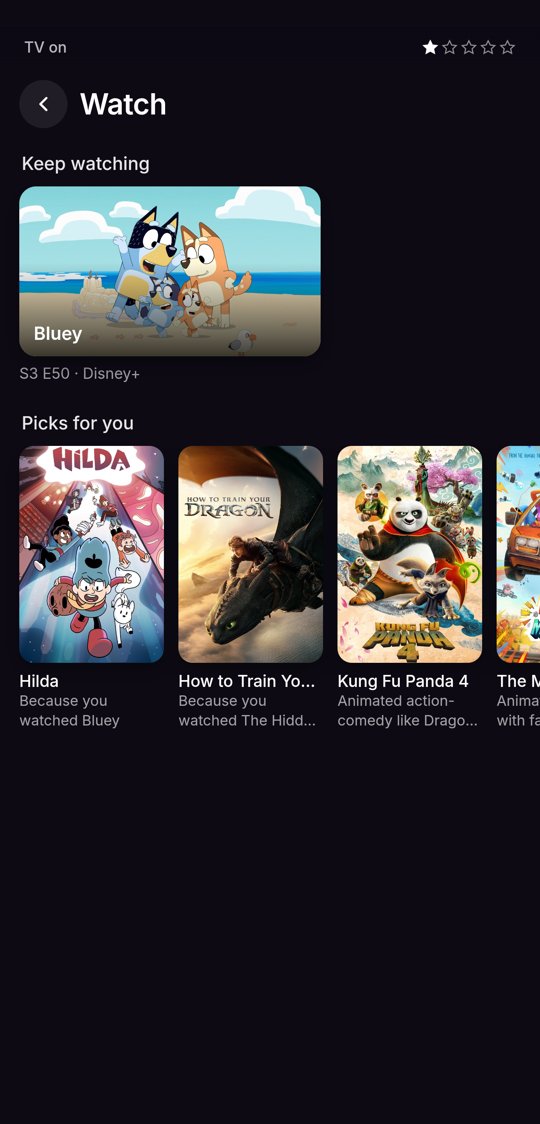 TV on
Watch
Keep watching
Bluey
S3 E50 · Disney+
Picks for you
HILDA
HOW TO TRAIN YOUR
DRAGON
KUNG FU
PANDA
4
Hilda
Because you
watched Bluey
How to Train Yo...
Because you
watched The Hidd...
Kung Fu Panda 4
Animated action-
comedy like Drago...
The M
Anima
with fa